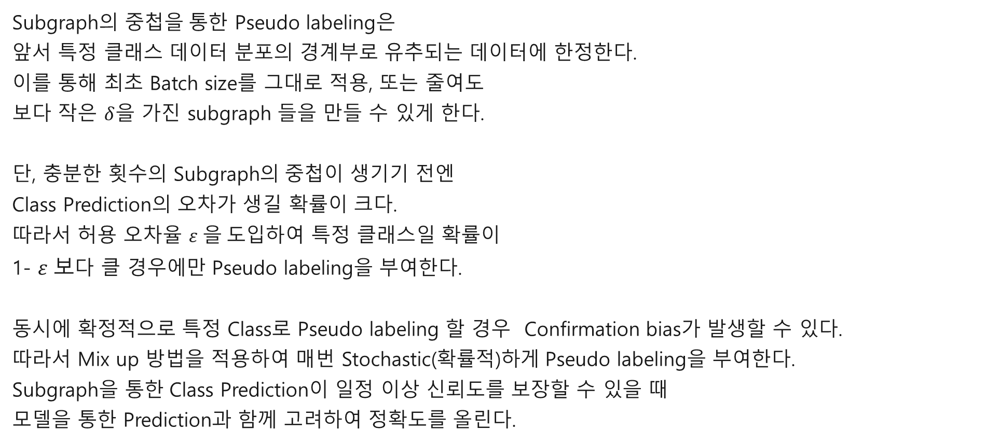 Subgraph의 중첩을 통한 Pseudo labeling은
앞서 특정 클래스 데이터 분포의 경계부로 유추되는 데이터에 한정한다.
이를 통해 최초 Batch size를 그대로 적용, 또는 줄여도
보다 작은 δ을 가진 subgraph 들을 만들 수 있게 한다.
단, 충분한 횟수의 Subgraph의 중첩이 생기기 전엔
Class Prediction의 오차가 생길 확률이 크다.
따라서 허용 오차율 ε 을 도입하여 특정 클래스일 확률이
1- ε 보다 클 경우에만 Pseudo labeling을 부여한다.
동시에 확정적으로 특정 Class로 Pseudo labeling 할 경우  Confirmation bias가 발생할 수 있다.
따라서 Mix up 방법을 적용하여 매번 Stochastic(확률적)하게 Pseudo labeling을 부여한다.
Subgraph을 통한 Class Prediction이 일정 이상 신뢰도를 보장할 수 있을 때
모델을 통한 Prediction과 함께 고려하여 정확도를 올린다.